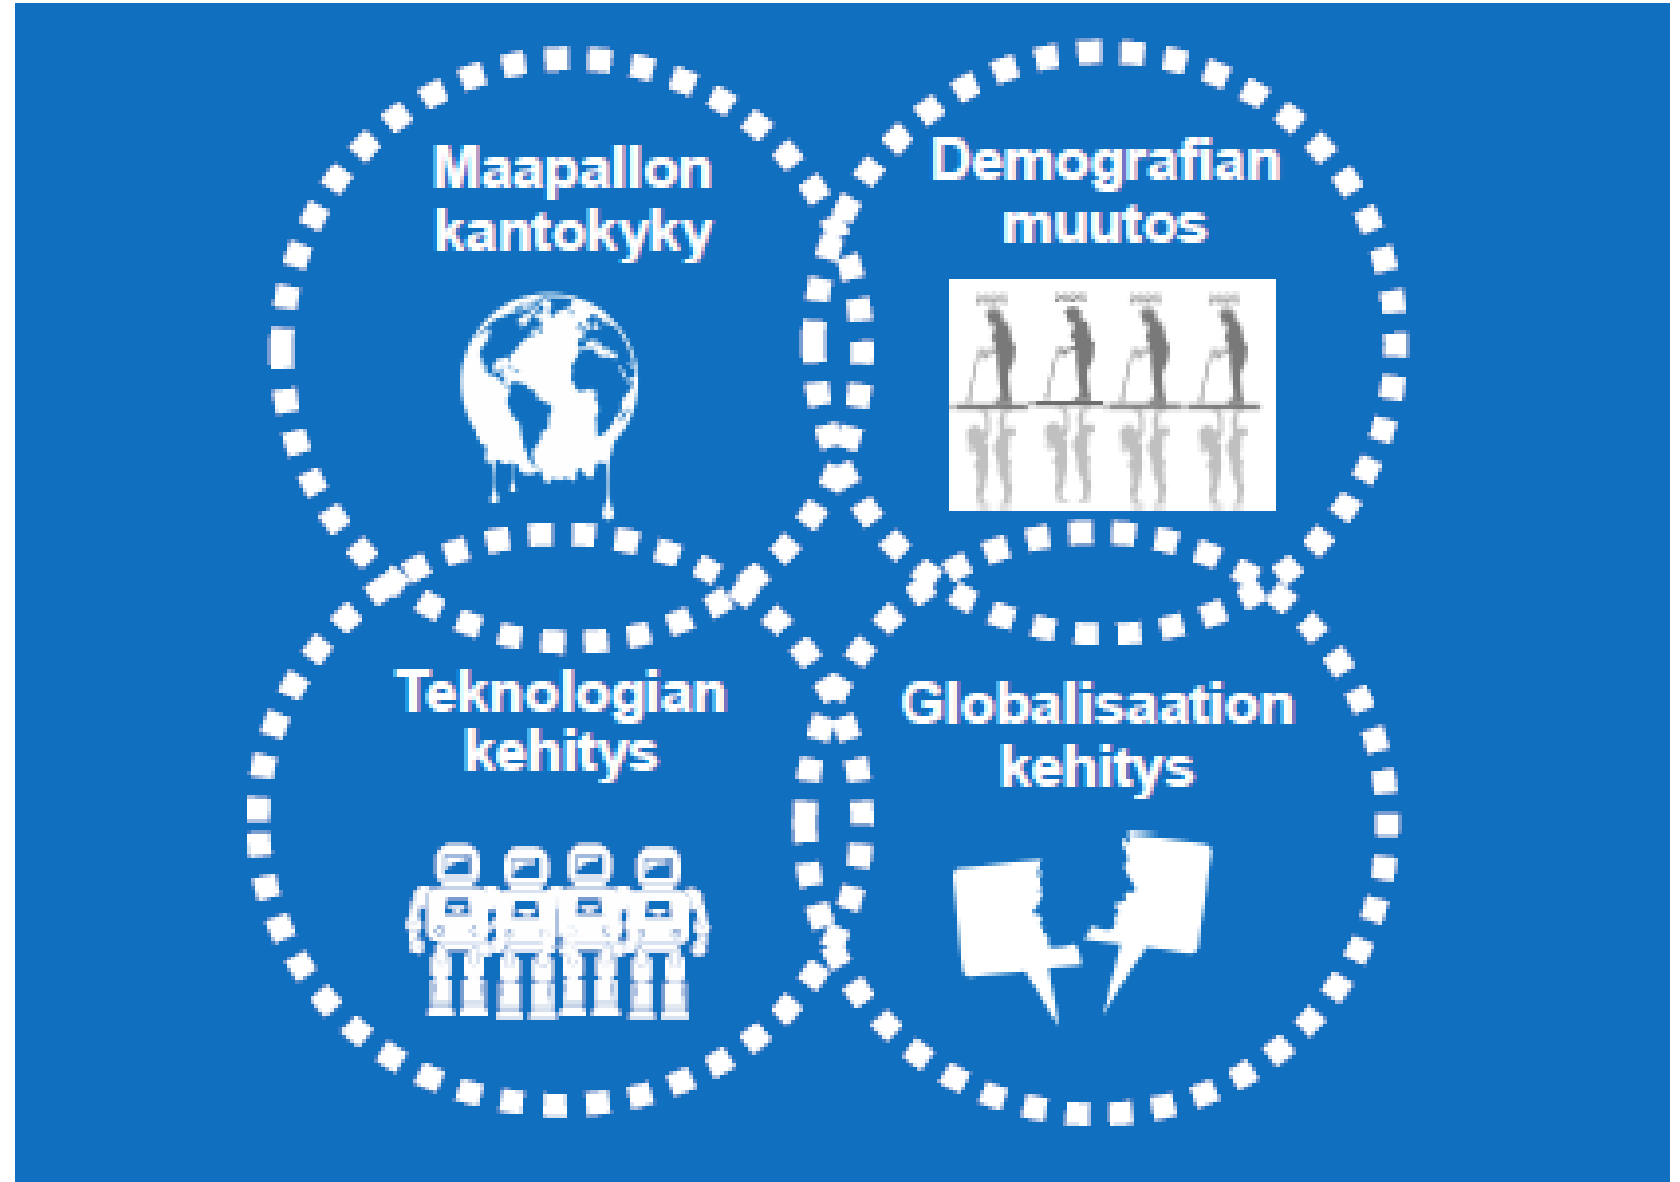 Maapallon
kantokyky
Demografian
muutos
Teknologian
kehitys
Globalisaation
kehitys